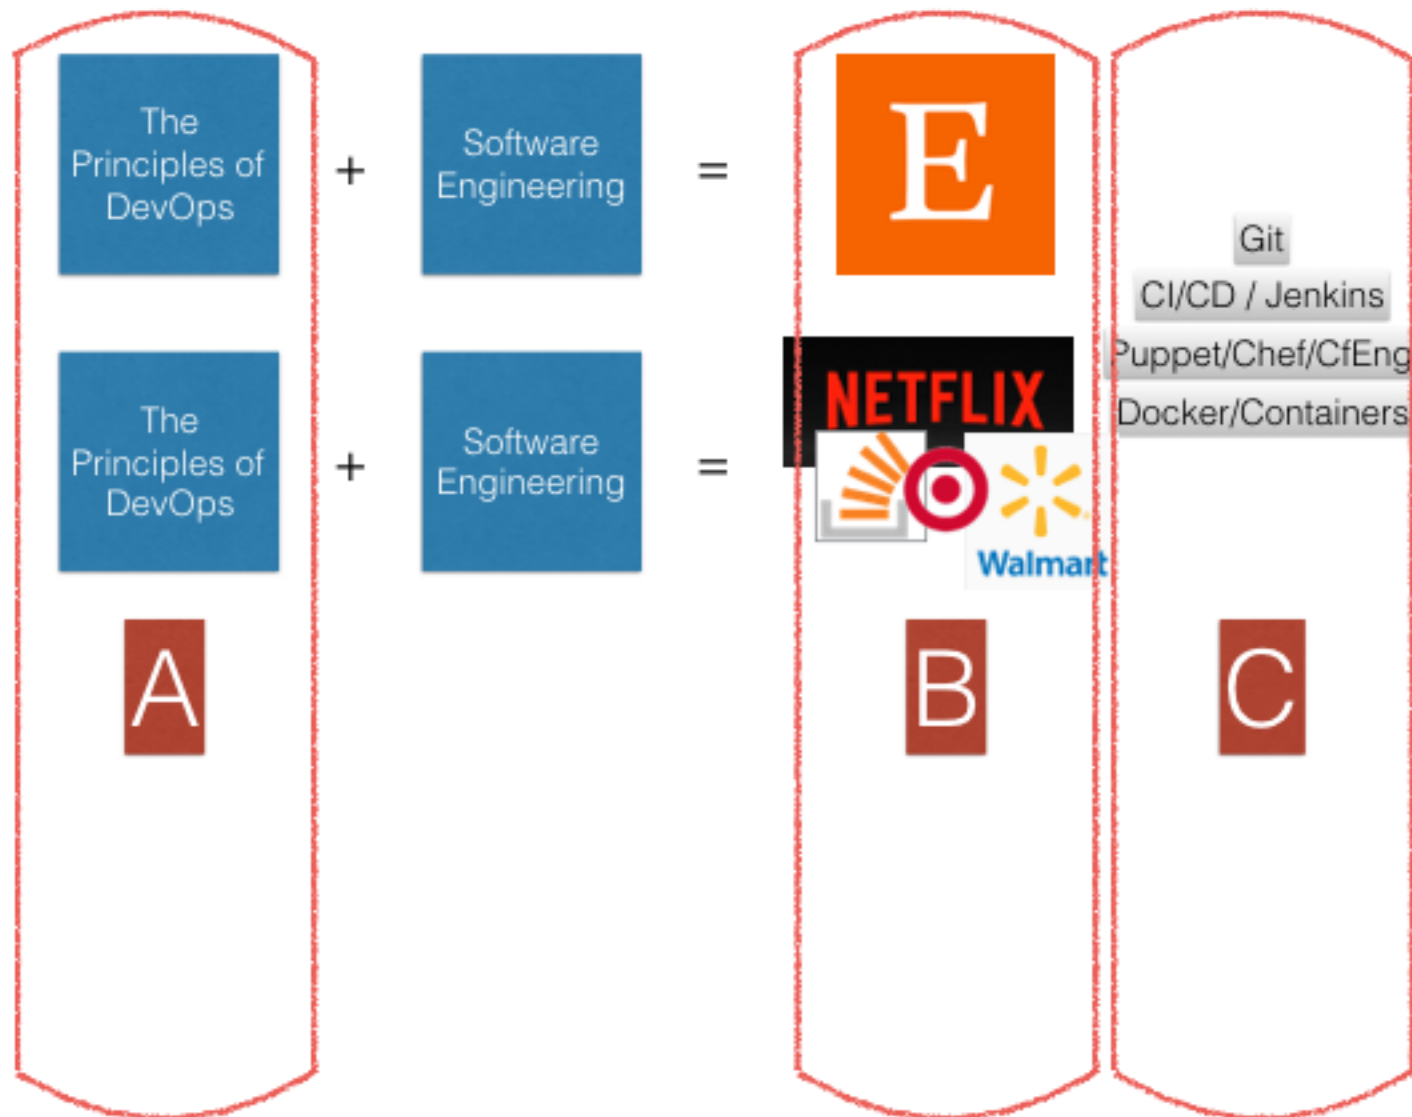 The
Principles of
DevOps
+
Software
Engineering
=
E
Git
CI/CD / Jenkins
Puppet/Chef/CfEng
Docker/Containers
The
Principles of
DevOps
+
Software
Engineering
=
NETFLIX
Walmart
A
B
C